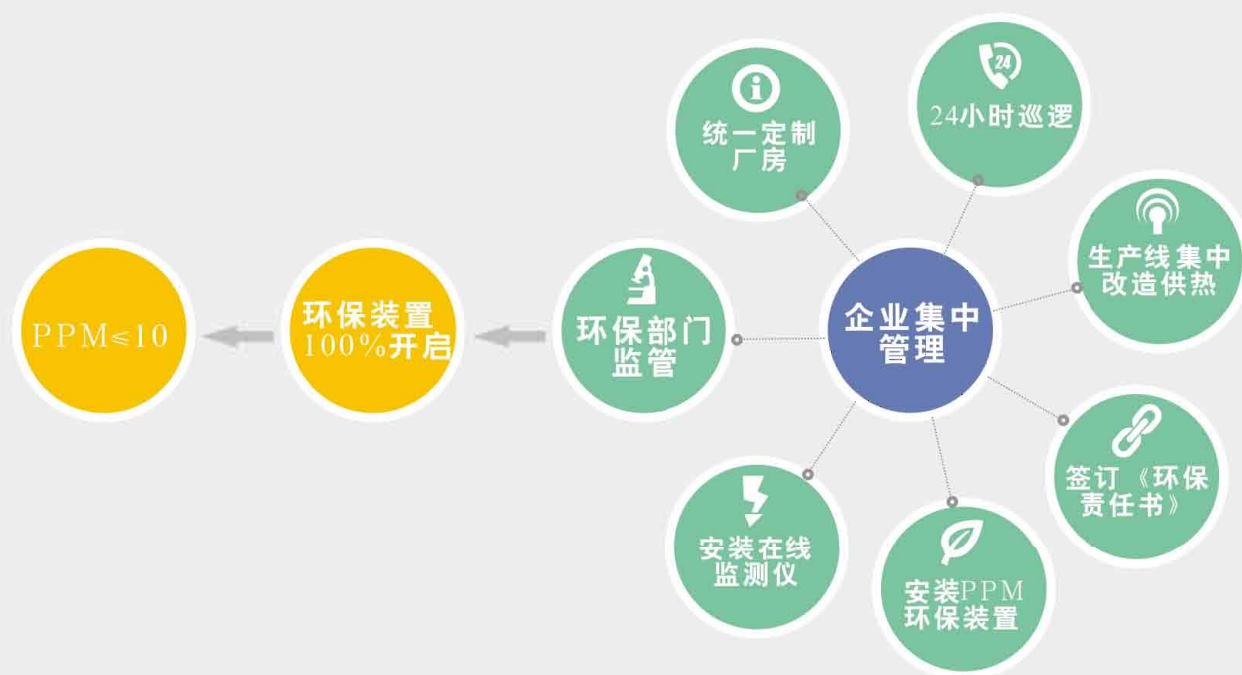 统一定制
厂房
24
24小时巡逻
生产线集中
改造供热
PPM≤10
环保装置
100%开启
环保部门
监管
企业集中
管理
签订《环保
责任书》
安装在线
监测仪
安装PPM
环保装置